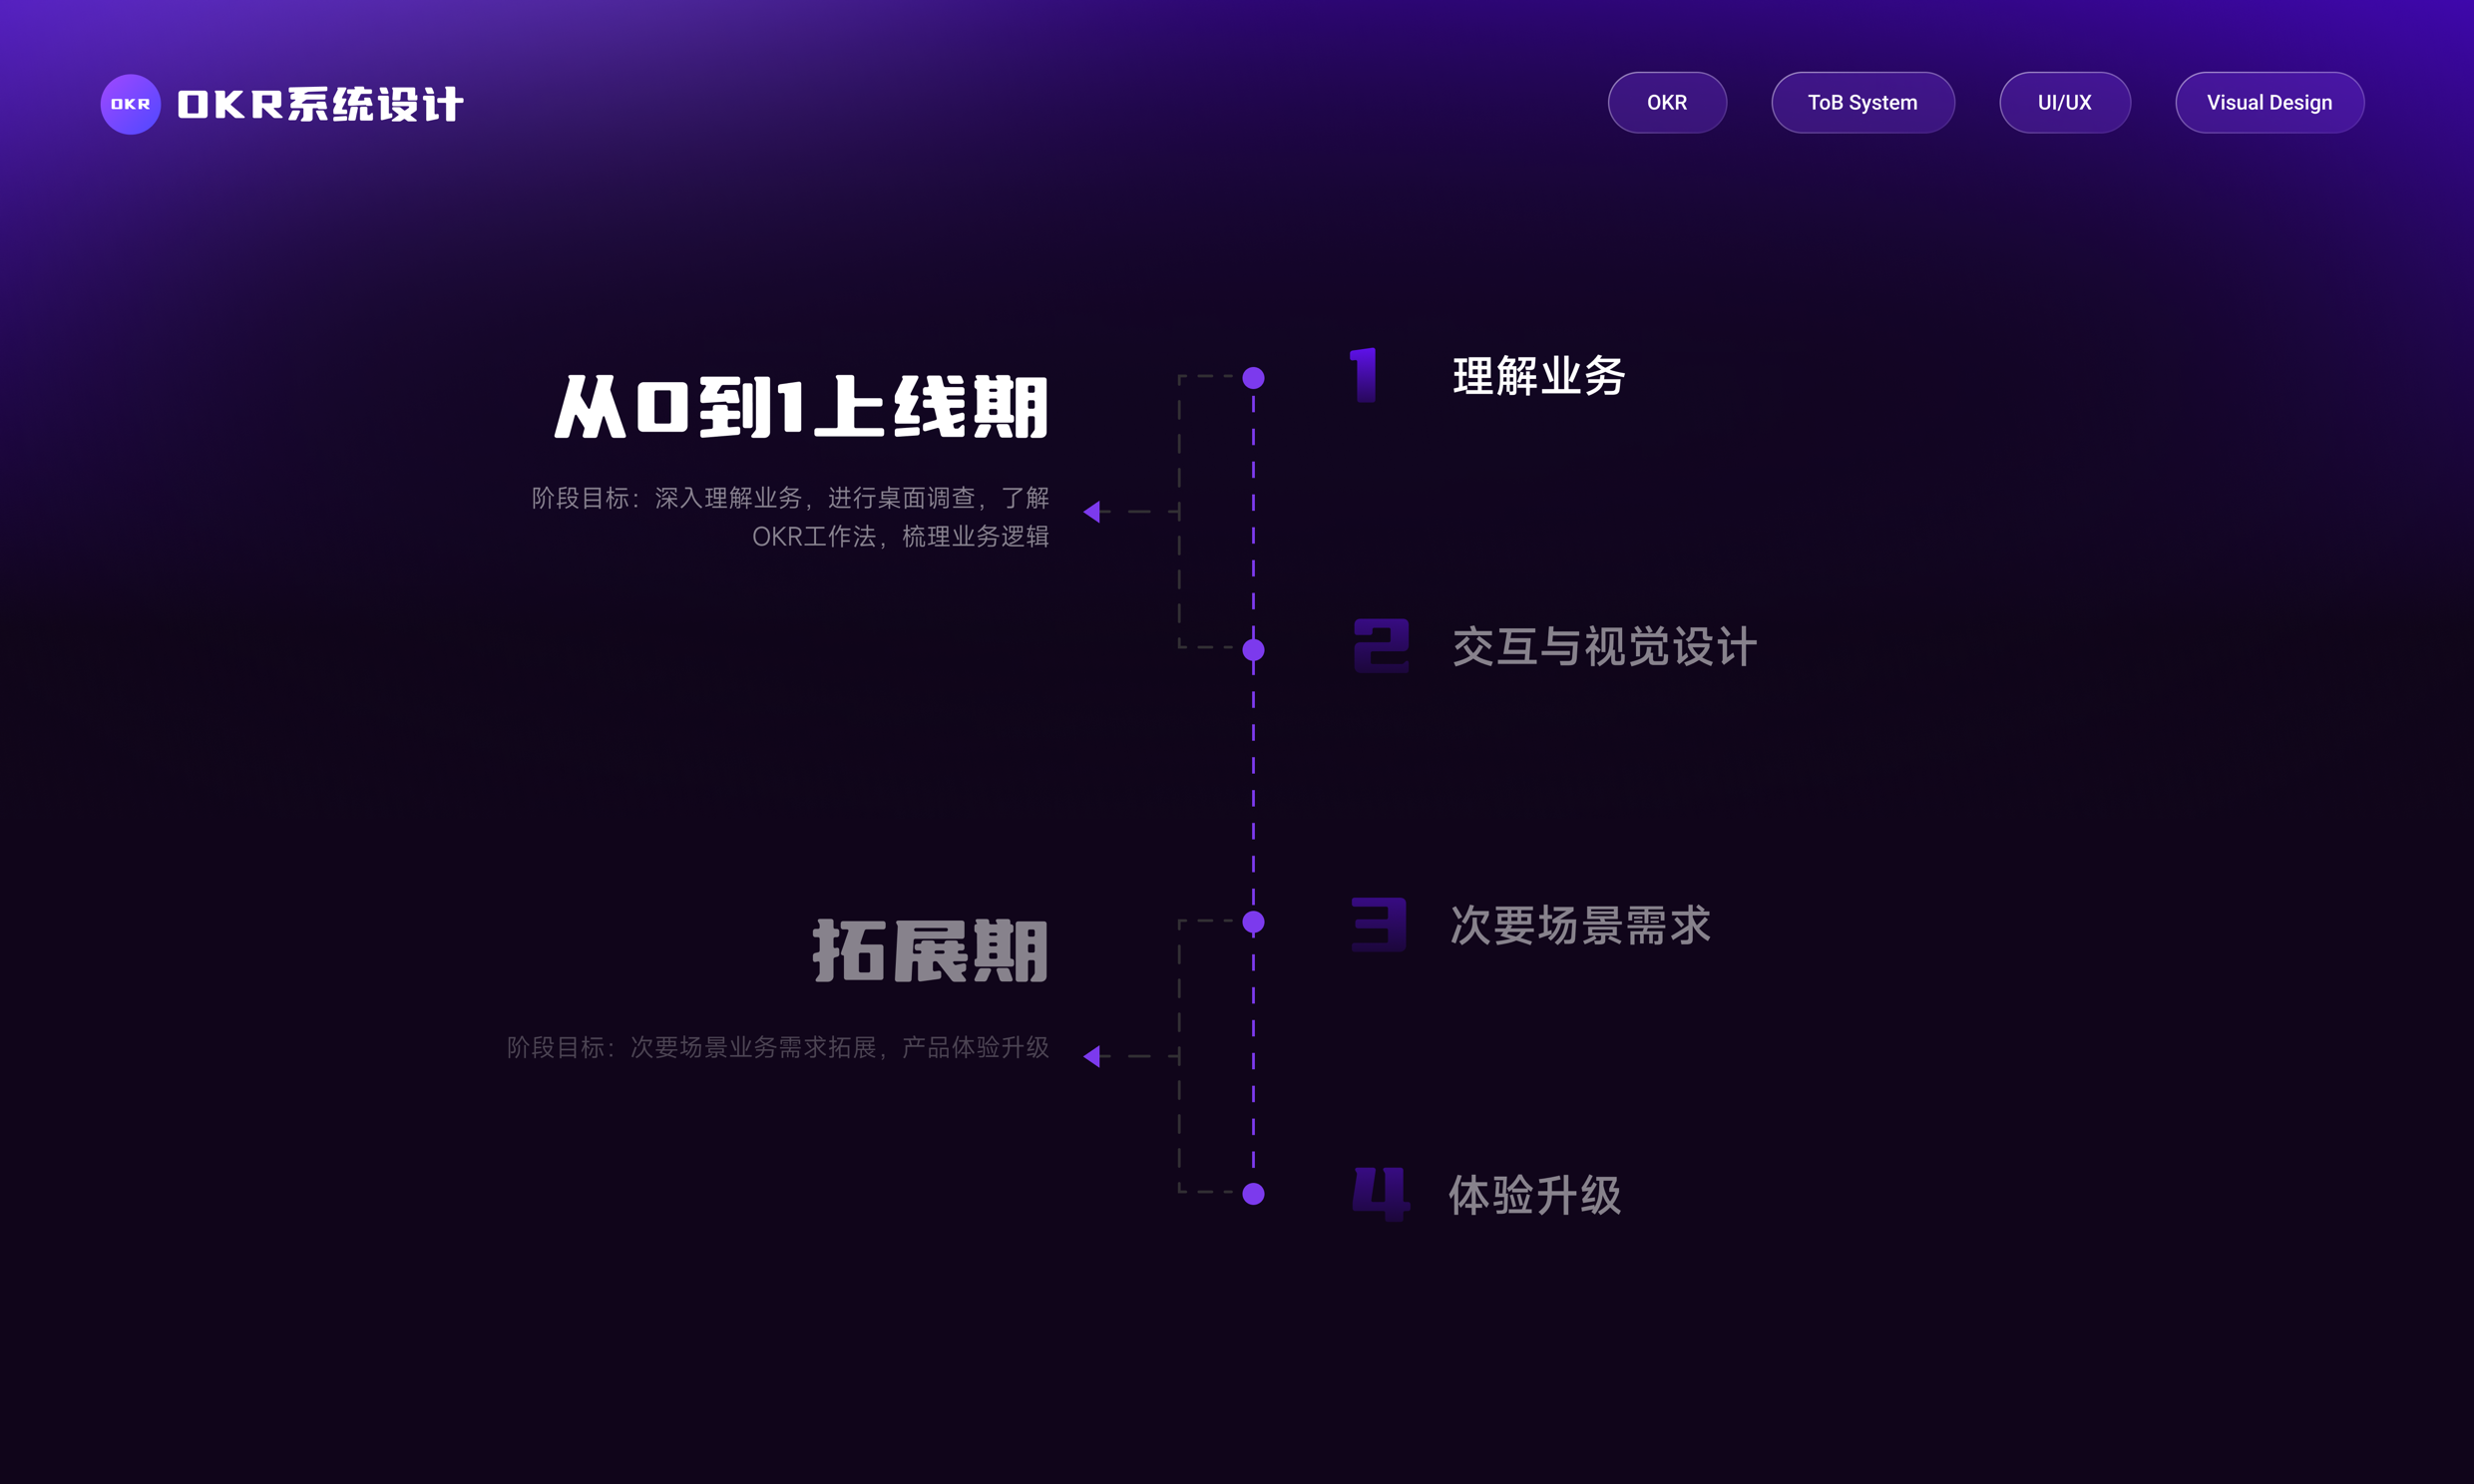 OKR
OKR系统设计
OKR
ToB System
UI/UX
Visual Design
从0到1上线期
阶段目标：深入理解业务，进行桌面调查，了解
OKR工作法，梳理业务逻辑
1
理解业务
2
交互与视觉设计
拓展期
阶段目标：次要场景业务需求拓展，产品体验升级
3
次要场景需求
4
体验升级